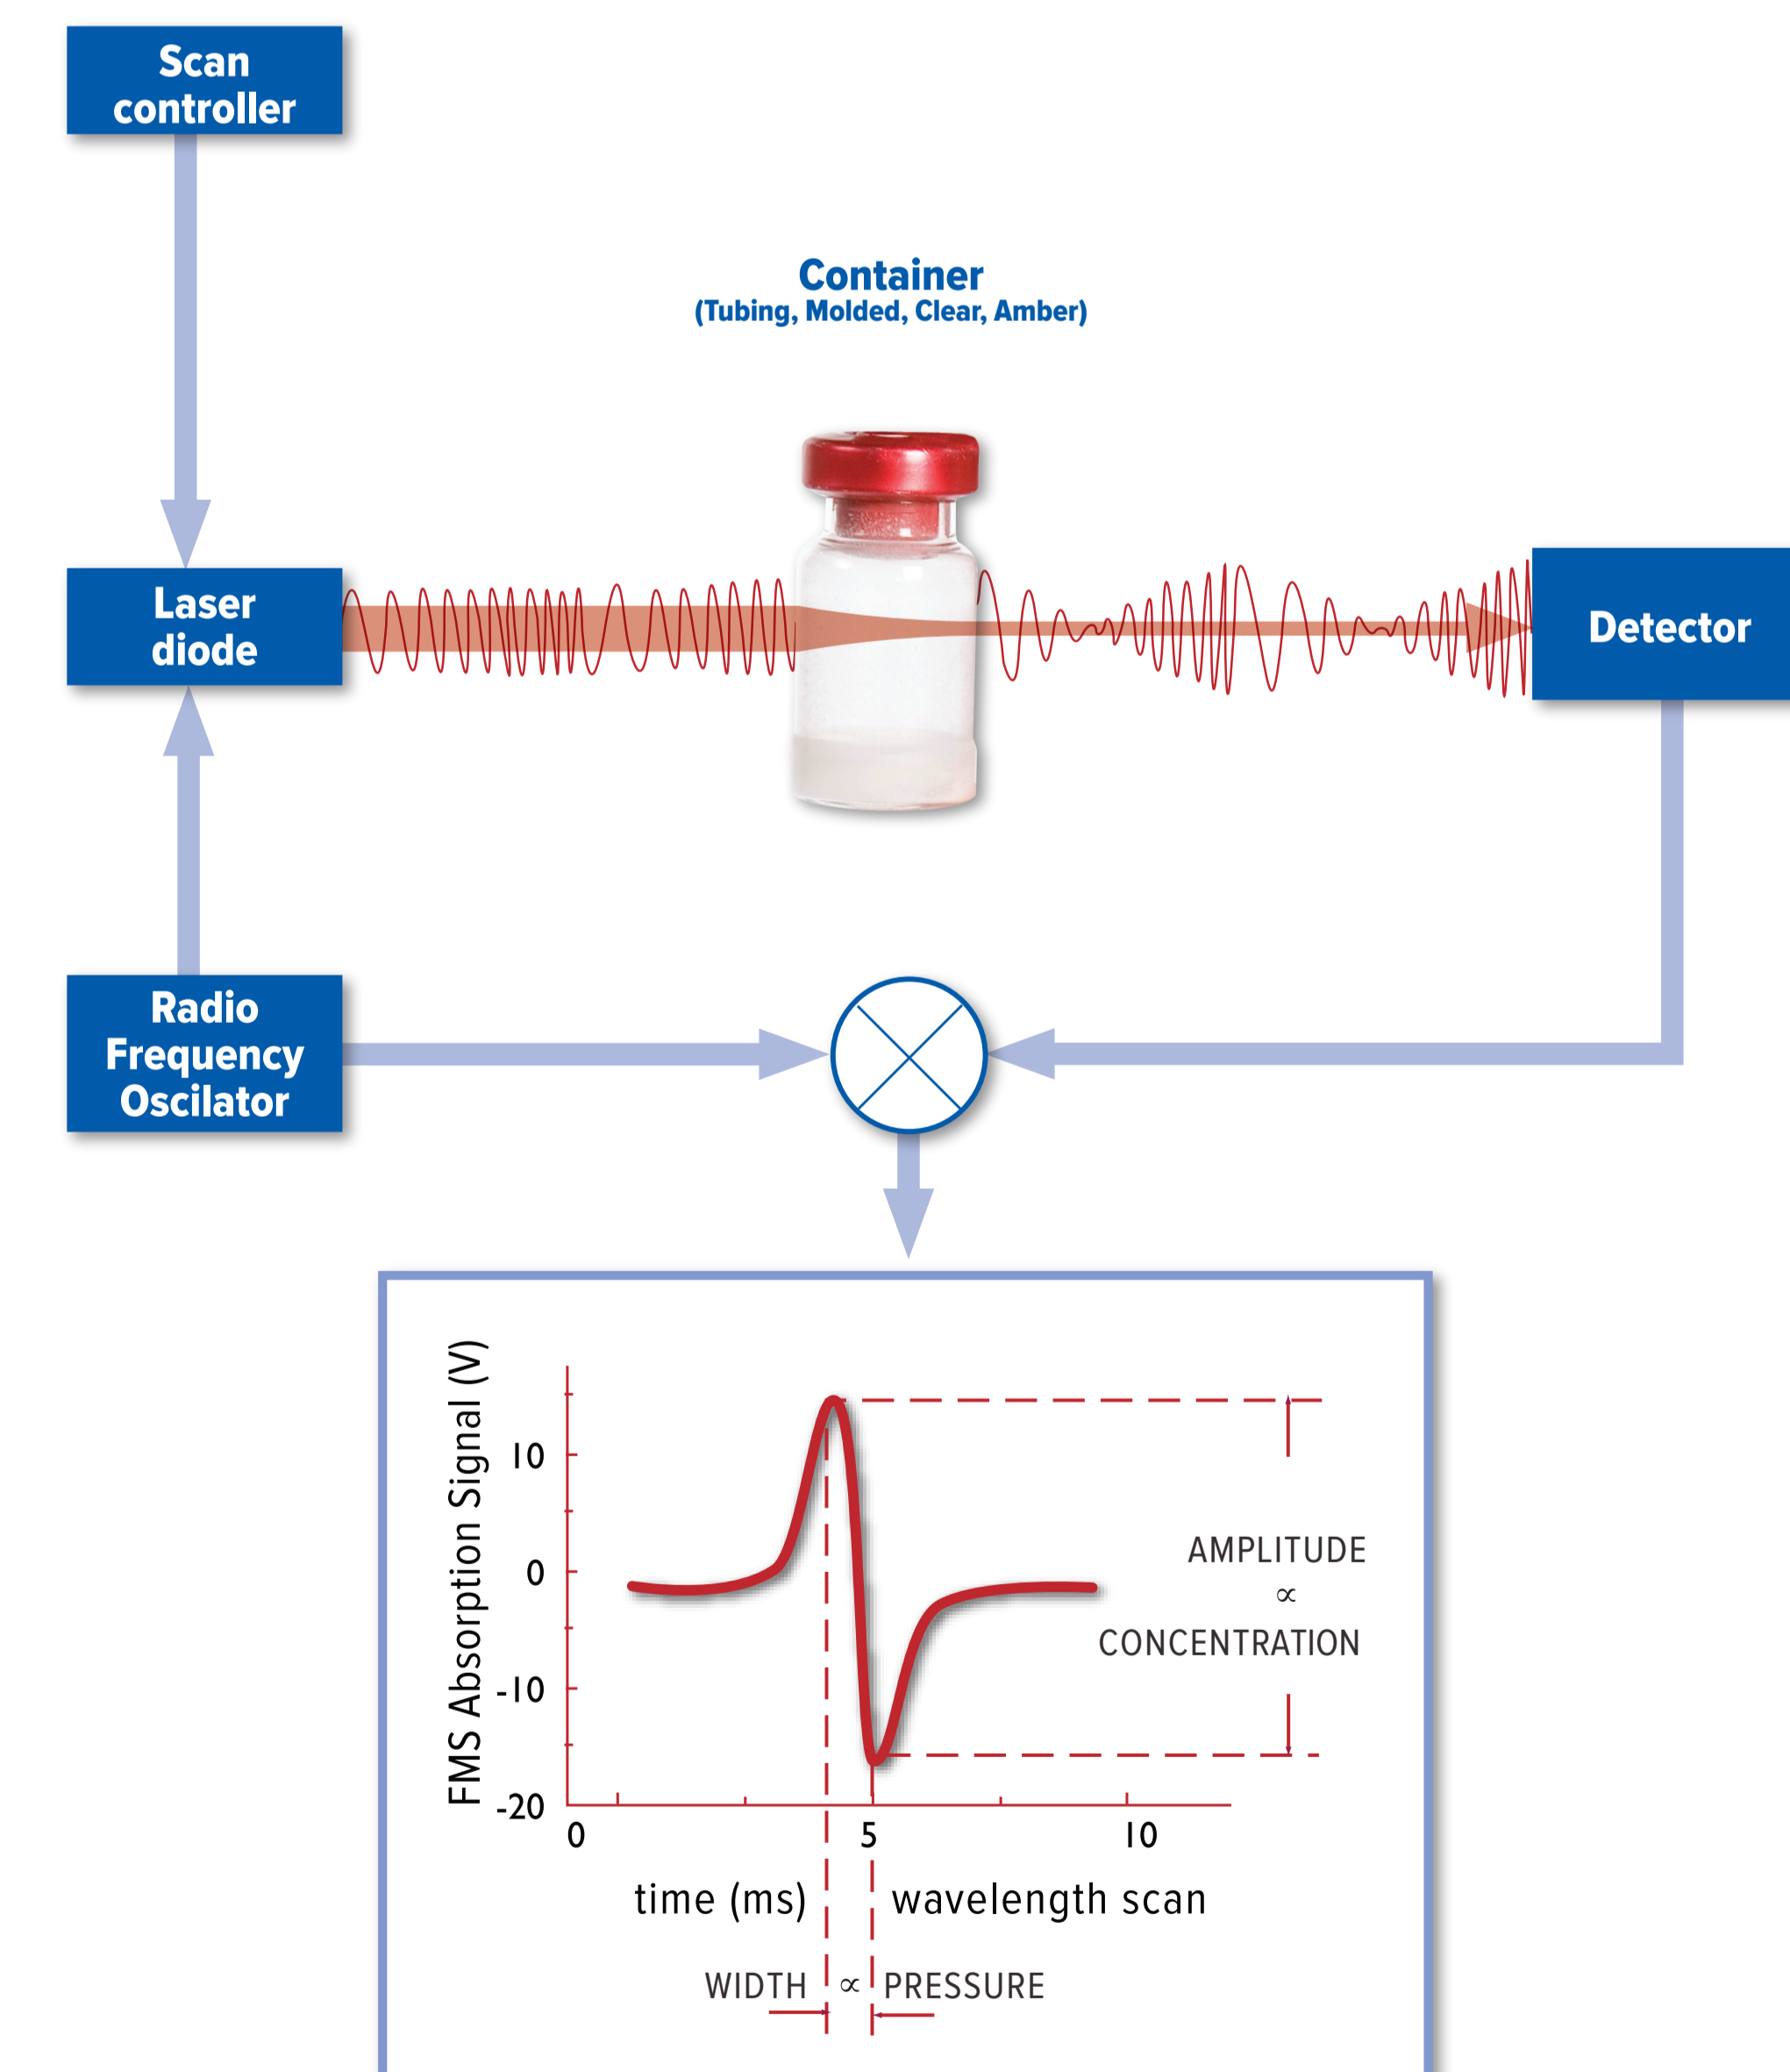 Scan
controller
Container
(Tubing, Molded, Clear, Amber)
Laser
diode
Detector
Radio
Frequency
Oscilator
FMS Absorption Signal (V)
10
0
-10
-20
0
5
10
AMPLITUDE
∝
CONCENTRATION
time (ms)
wavelength scan
WIDTH ∝ PRESSURE